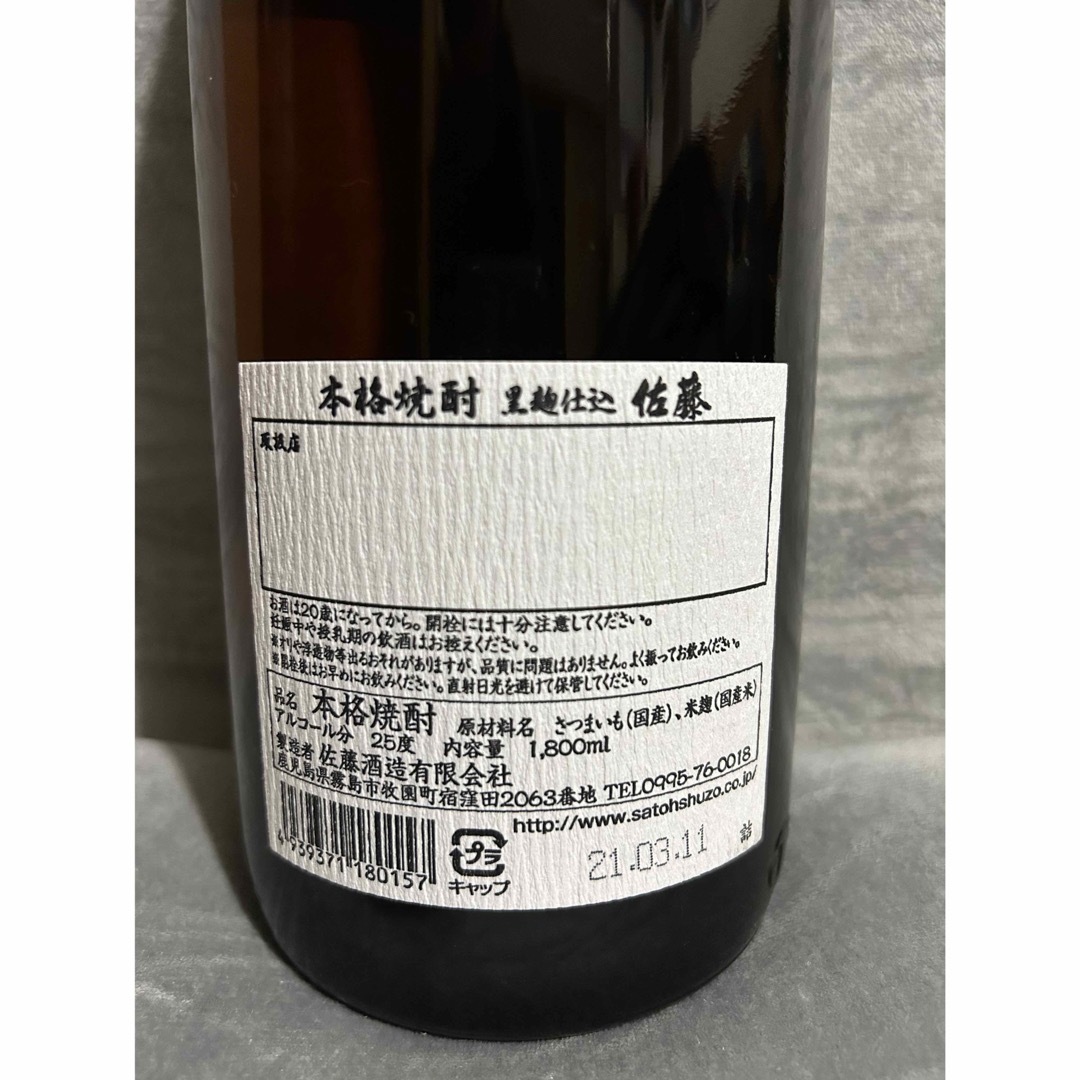 本格焼酎 黒麹仕込 佐藤
取扱店
お酒は20歳になってから。開栓には十分注意してください。
妊娠中や授乳期の飲酒はお控えください。
※オリや浮遊物等出るおそれがありますが、品質に問題はありません。よく振ってお飲みください。
※開栓後はお早めにお飲みください。直射日光を避けて保管してください。
品名 本格焼酎 原材料名 さつまいも(国産)、米麹(国産米)
アルコール分 25度 内容量 1,800ml
製造者 佐藤酒造有限会社
鹿児島県霧島市牧園町宿窪田2063番地 TEL0995-76-0018
http://www.satohshuzo.co.jp/
4 939371 180157
プラ
キャップ
21.03.11 詰